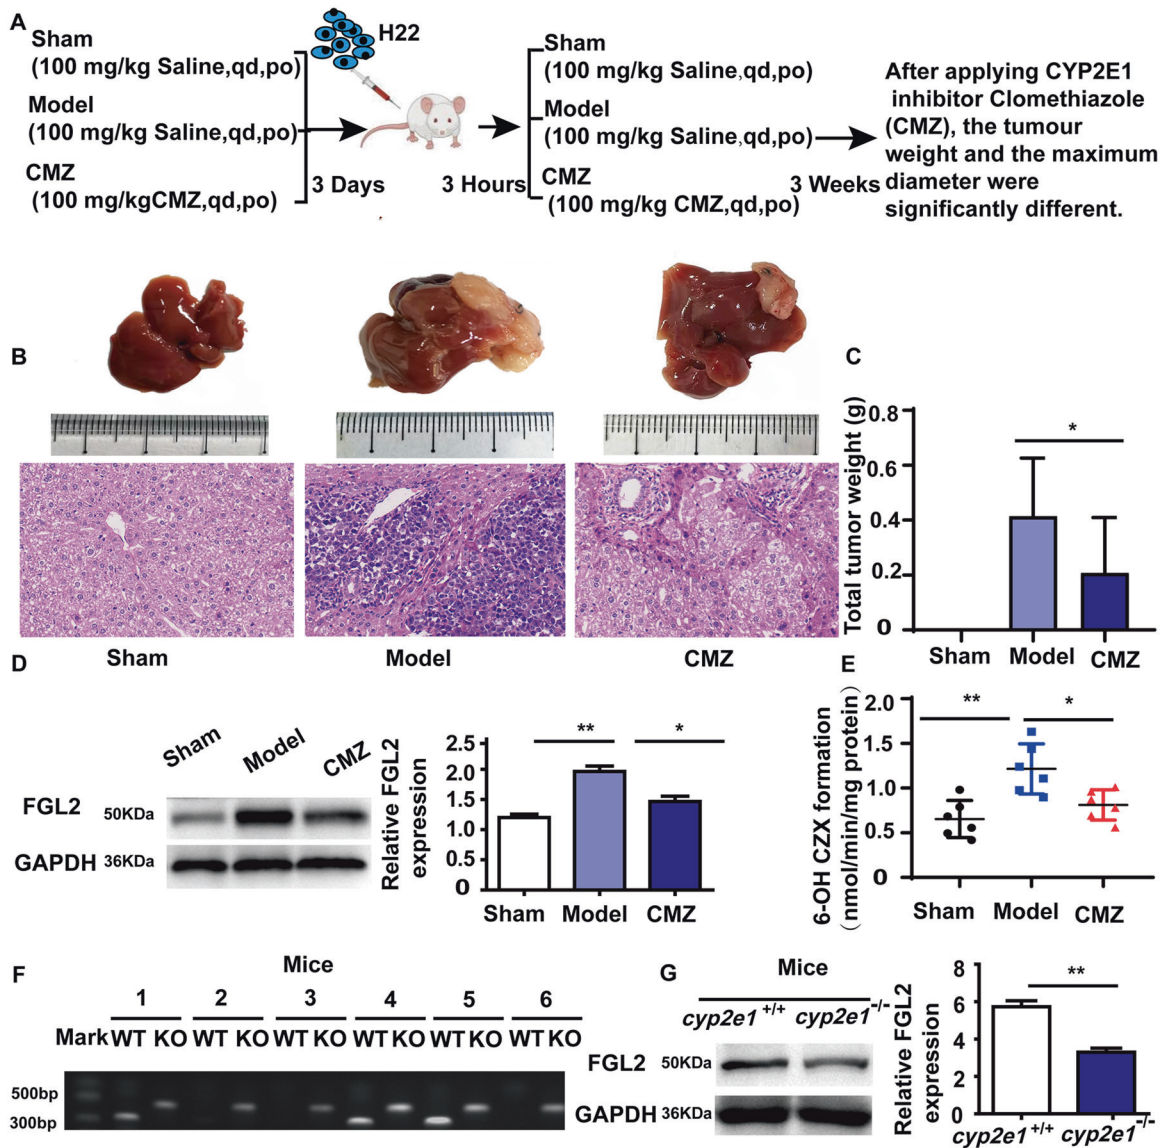 A
Sham
(100 mg/kg Saline,qd,po)
Model
(100 mg/kg Saline,qd,po)
CMZ
(100 mg/kgCMZ,qd,po)
3 Days
H22
3 Hours
Sham
(100 mg/kg Saline,qd,po)
Model
(100 mg/kg Saline,qd,po)
CMZ
(100 mg/kg CMZ,qd,po)
3 Weeks
After applying CYP2E1
inhibitor Clomethiazole
(CMZ), the tumour
weight and the maximum
diameter were
significantly different.
B
Sham
Model
CMZ
C
Total tumor weight (g)
0.8
0.6
0.4
0.2
0
*
Sham
Model
CMZ
D
Sham
Model
CMZ
FGL2
50KDa
GAPDH
36KDa
Relative FGL2
expression
2.5
2.0
1.5
1.0
0.5
0
**
*
Sham
Model
CMZ
E
6-OH CZX formation
(nmol/min/mg protein)
2.0
1.5
1.0
0.5
0
**
*
Sham
Model
CMZ
F
Mice
1 2 3 4 5 6
Mark WT KO WT KO WT KO WT KO WT KO WT KO
500bp
300bp
G
Mice
cyp2e1+/+ cyp2e1-/-
FGL2
50KDa
GAPDH
36KDa
Relative FGL2
expression
8
6
4
2
0
**
cyp2e1+/+
cyp2e1-/-